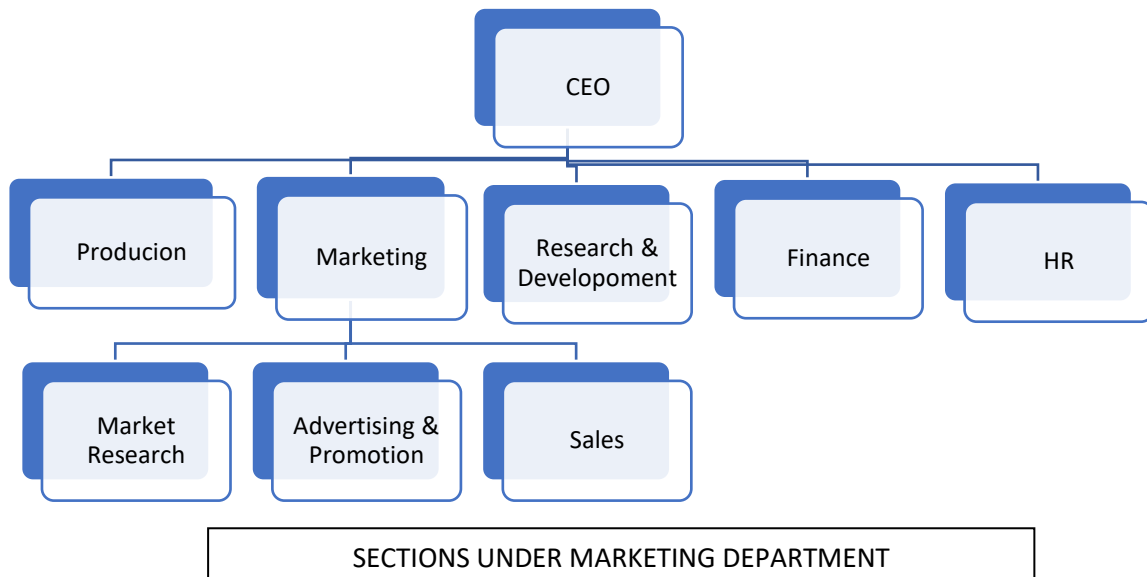 CEO
Producion
Marketing
Research &
Developoment
Finance
HR
Market
Research
Advertising &
Promotion
Sales
SECTIONS UNDER MARKETING DEPARTMENT